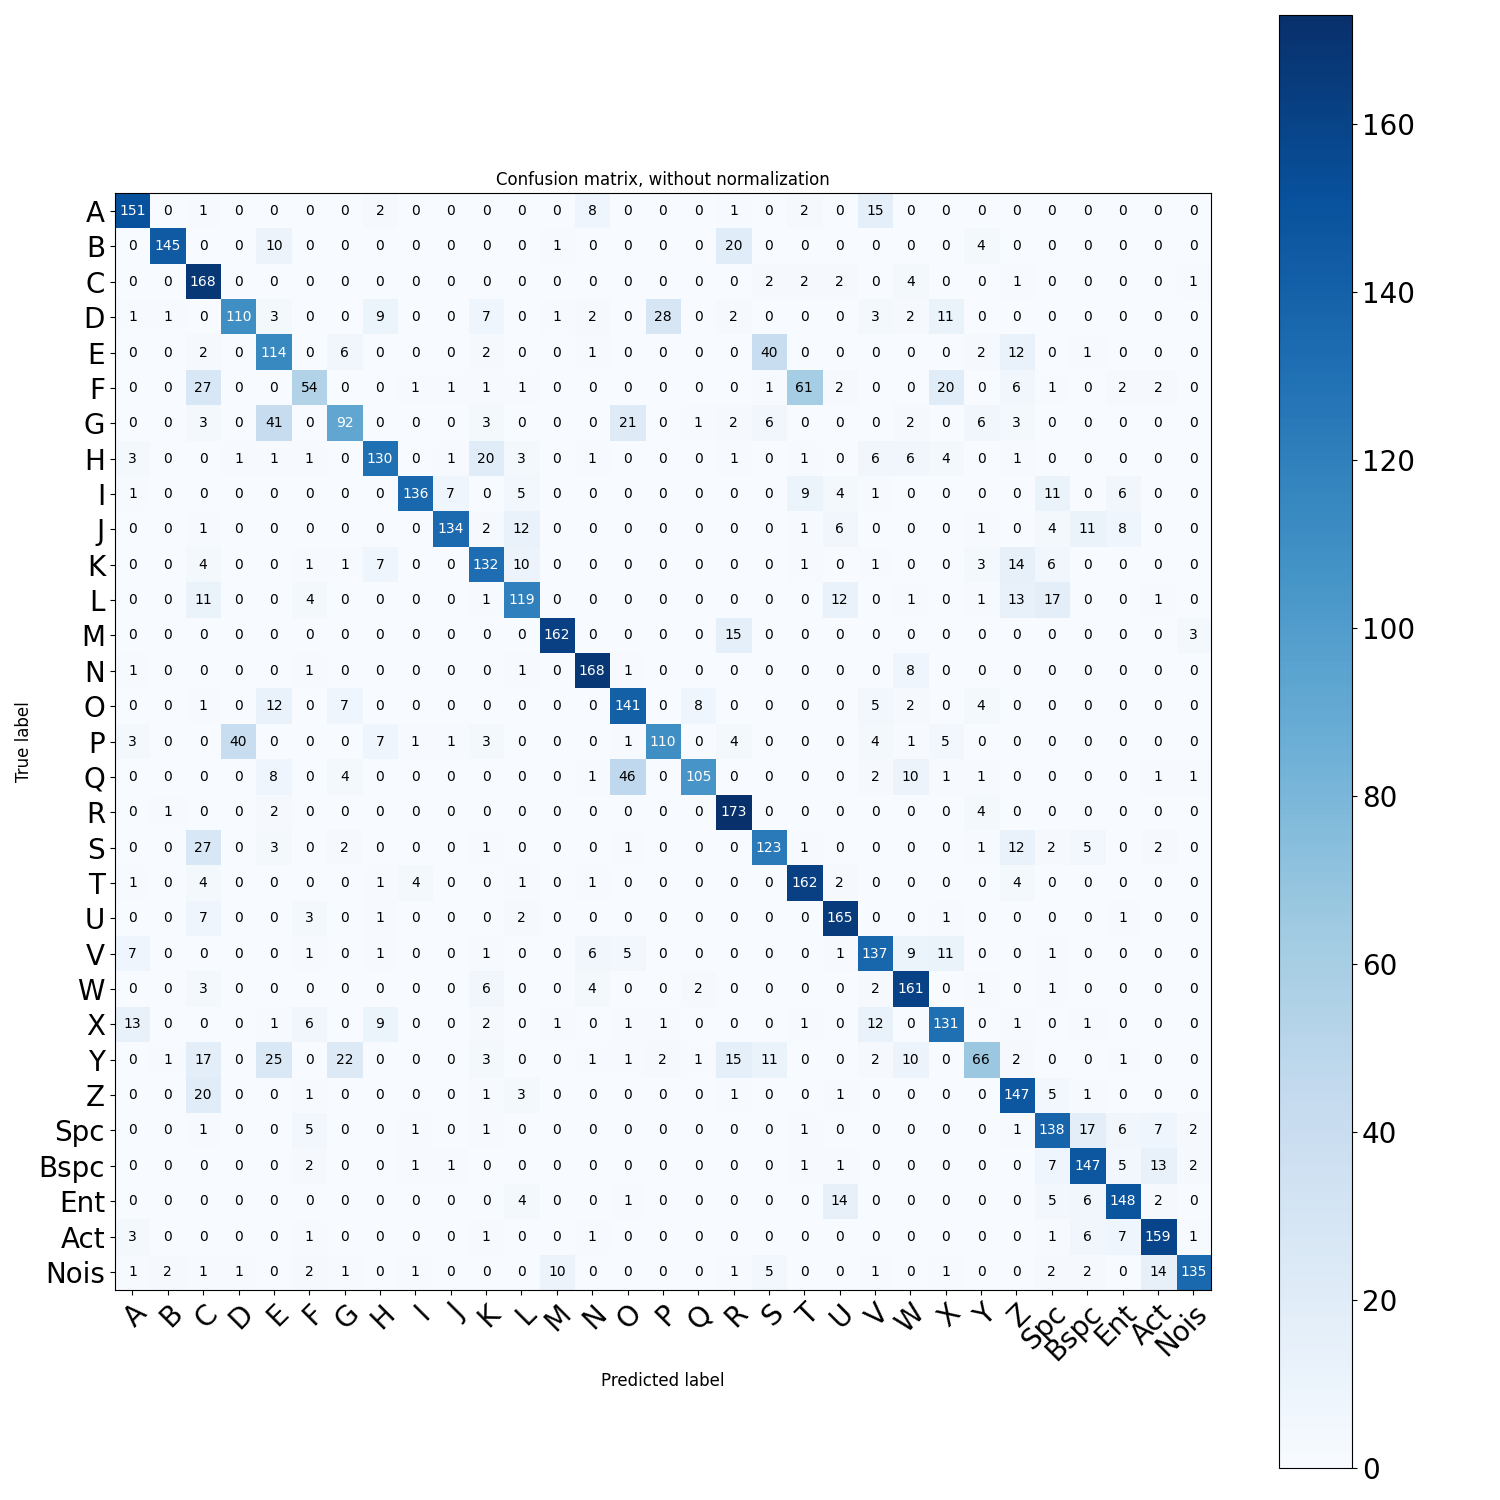 Confusion matrix, without normalization
A 151 0 1 0 0 0 0 2 0 0 0 0 0 8 0 0 0 1 0 2 0 15 0 0 0 0 0 0 0 0 0
B 0 145 0 0 10 0 0 0 0 0 0 0 1 0 0 0 0 20 0 0 0 0 0 0 4 0 0 0 0 0 0
C 0 0 168 0 0 0 0 0 0 0 0 0 0 0 0 0 0 0 2 2 2 0 4 0 0 1 0 0 0 0 1
D 1 1 0 110 3 0 0 9 0 0 7 0 1 2 0 28 0 2 0 0 0 3 2 11 0 0 0 0 0 0 0
E 0 0 2 0 114 0 6 0 0 0 2 0 0 1 0 0 0 0 40 0 0 0 0 0 2 12 0 1 0 0 0
F 0 0 27 0 0 54 0 0 1 1 1 1 0 0 0 0 0 0 1 61 2 0 0 20 0 6 1 0 2 2 0
G 0 0 3 0 41 0 92 0 0 0 3 0 0 0 21 0 1 2 6 0 0 0 2 0 6 3 0 0 0 0 0
H 3 0 0 1 1 1 0 130 0 1 20 3 0 1 0 0 0 1 0 1 0 6 6 4 0 1 0 0 0 0 0
I 1 0 0 0 0 0 0 0 136 7 0 5 0 0 0 0 0 0 0 9 4 1 0 0 0 0 11 0 6 0 0
J 0 0 1 0 0 0 0 0 0 134 2 12 0 0 0 0 0 0 0 1 6 0 0 0 1 0 4 11 8 0 0
K 0 0 4 0 0 1 1 7 0 0 132 10 0 0 0 0 0 0 0 1 0 1 0 0 3 14 6 0 0 0 0
L 0 0 11 0 0 4 0 0 0 0 1 119 0 0 0 0 0 0 0 0 12 0 1 0 1 13 17 0 0 1 0
M 0 0 0 0 0 0 0 0 0 0 0 0 162 0 0 0 0 15 0 0 0 0 0 0 0 0 0 0 0 0 3
N 1 0 0 0 0 1 0 0 0 0 0 1 0 168 1 0 0 0 0 0 0 0 8 0 0 0 0 0 0 0 0
O 0 0 1 0 12 0 7 0 0 0 0 0 0 0 141 0 8 0 0 0 0 5 2 0 4 0 0 0 0 0 0
P 3 0 0 40 0 0 0 7 1 1 3 0 0 0 1 110 0 4 0 0 0 4 1 5 0 0 0 0 0 0 0
Q 0 0 0 0 8 0 4 0 0 0 0 0 0 1 46 0 105 0 0 0 0 2 10 1 1 0 0 0 0 1 1
R 0 1 0 0 2 0 0 0 0 0 0 0 0 0 0 0 0 173 0 0 0 0 0 0 4 0 0 0 0 0 0
S 0 0 27 0 3 0 2 0 0 0 1 0 0 0 1 0 0 0 123 1 0 0 0 0 1 12 2 5 0 2 0
T 1 0 4 0 0 0 0 1 4 0 0 1 0 1 0 0 0 0 0 162 2 0 0 0 0 4 0 0 0 0 0
U 0 0 7 0 0 3 0 1 0 0 0 2 0 0 0 0 0 0 0 0 165 0 0 1 0 0 0 0 1 0 0
V 7 0 0 0 0 1 0 1 0 0 1 0 0 6 5 0 0 0 0 0 1 137 9 11 0 0 1 0 0 0 0
W 0 0 3 0 0 0 0 0 0 0 6 0 0 4 0 0 2 0 0 0 0 2 161 0 1 0 1 0 0 0 0
X 13 0 0 0 1 6 0 9 0 0 2 0 1 0 1 1 0 0 0 1 0 12 0 131 0 1 0 1 0 0 0
Y 0 1 17 0 25 0 22 0 0 0 3 0 0 1 1 2 1 15 11 0 0 2 10 0 66 2 0 0 1 0 0
Z 0 0 20 0 0 1 0 0 0 0 1 3 0 0 0 0 0 1 0 0 1 0 0 0 0 147 5 1 0 0 0
Spc 0 0 1 0 0 5 0 0 1 0 1 0 0 0 0 0 0 0 0 1 0 0 0 0 0 1 138 17 6 7 2
Bspc 0 0 0 0 0 2 0 0 1 1 0 0 0 0 0 0 0 0 0 1 1 0 0 0 0 0 7 147 5 13 2
Ent 0 0 0 0 0 0 0 0 0 0 0 4 0 0 1 0 0 0 0 0 14 0 0 0 0 0 5 6 148 2 0
Act 3 0 0 0 0 1 0 0 0 0 1 0 0 1 0 0 0 0 0 0 0 0 0 0 0 0 1 6 7 159 1
Nois 1 2 1 1 0 2 1 0 1 0 0 0 10 0 0 0 0 1 5 0 0 1 0 1 0 0 2 2 0 14 135
A B C D E F G H I J K L M N O P Q R S T U V W X Y Z Spc Bspc Ent Act Nois
Predicted label
True label
160
140
120
100
80
60
40
20
0